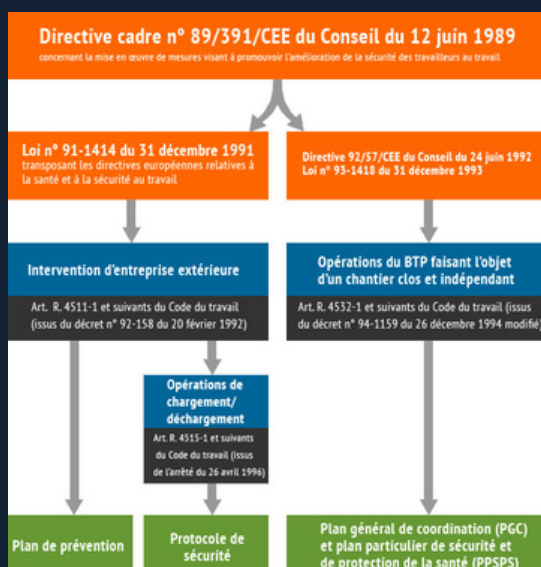 Directive cadre n° 89/391/CEE du Conseil du 12 juin 1989
concernant la mise en œuvre de mesures visant à promouvoir l'amélioration de la sécurité des travailleurs au travail
Loi n° 91-1414 du 31 décembre 1991
transposant les directives européennes relatives à
la santé et à la sécurité au travail
Directive 92/57/CEE du Conseil du 24 juin 1992
Loi n° 93-1418 du 31 décembre 1993
Intervention d'entreprise extérieure
Art. R. 4511-1 et suivants du Code du travail
(issus du décret n° 92-158 du 20 février 1992)
Opérations du BTP faisant l'objet
d'un chantier clos et indépendant
Art. R. 4532-1 et suivants du Code du travail (issus
du décret n° 94-1159 du 26 décembre 1994 modifié)
Opérations de
chargement/
déchargement
Art. R. 4515-1 et suivants
du Code du travail (issus
de l'arrêté du 26 avril 1996)
Plan de prévention
Protocole de
sécurité
Plan général de coordination (PGC)
et plan particulier de sécurité et
de protection de la santé (PPSPS)